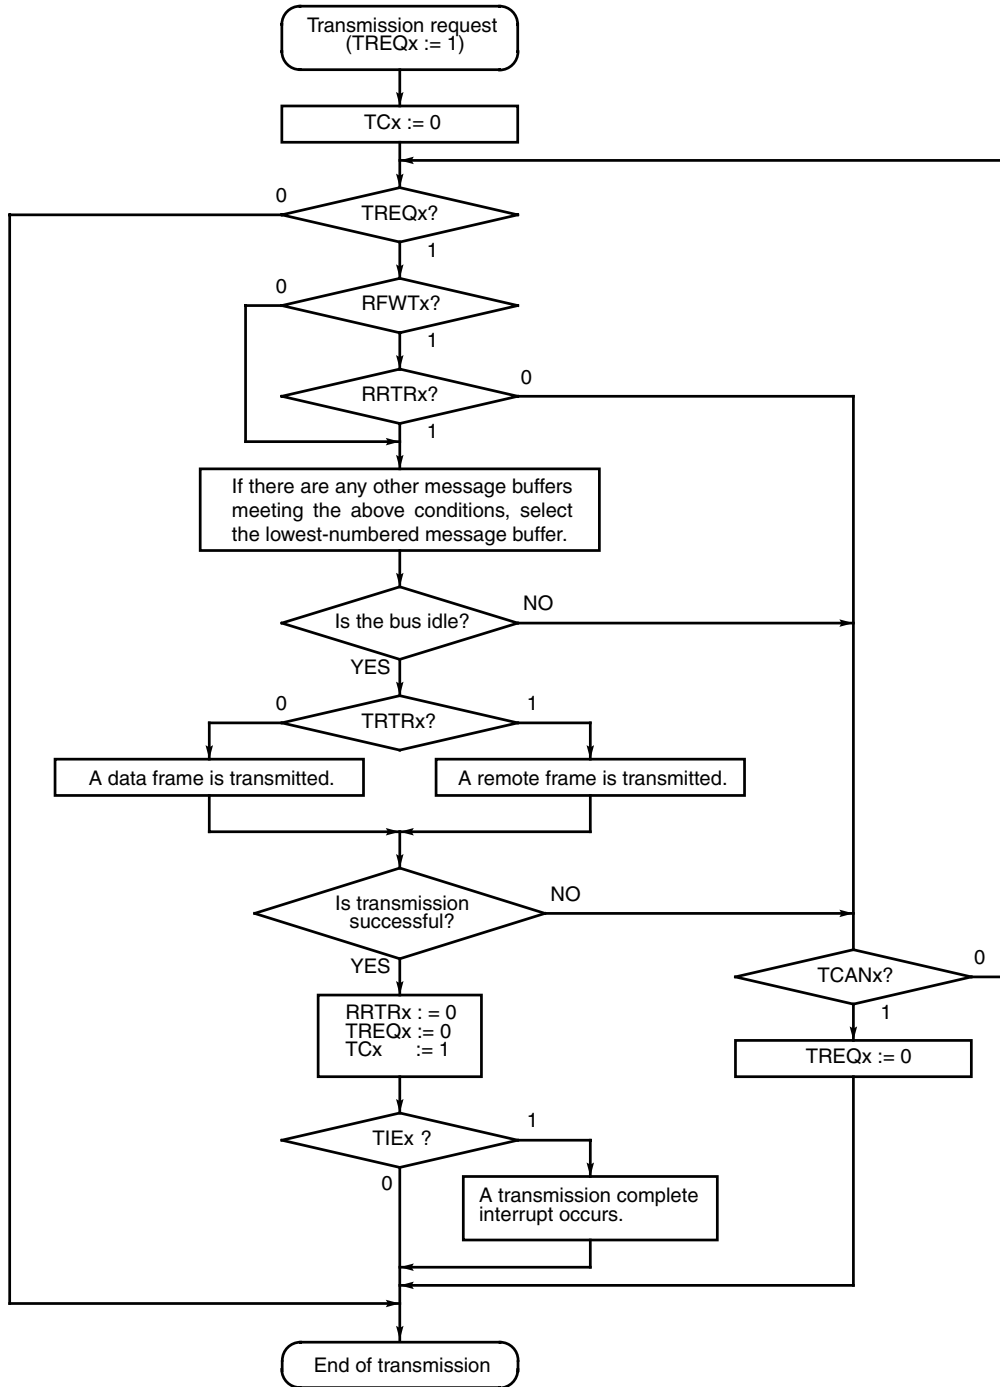 Transmission request
(TREQx := 1)
TCx := 0
0
TREQx?
1
0
RFWTx?
1
RRTRx?
0
1
If there are any other message buffers
meeting the above conditions, select
the lowest-numbered message buffer.
Is the bus idle?
NO
YES
0
TRTRx?
1
A data frame is transmitted.
A remote frame is transmitted.
Is transmission
successful?
NO
YES
TCANx?
0
1
RRTRx : = 0
TREQx := 0
TCx := 1
TREQx := 0
TIEx ?
1
0
A transmission complete
interrupt occurs.
End of transmission